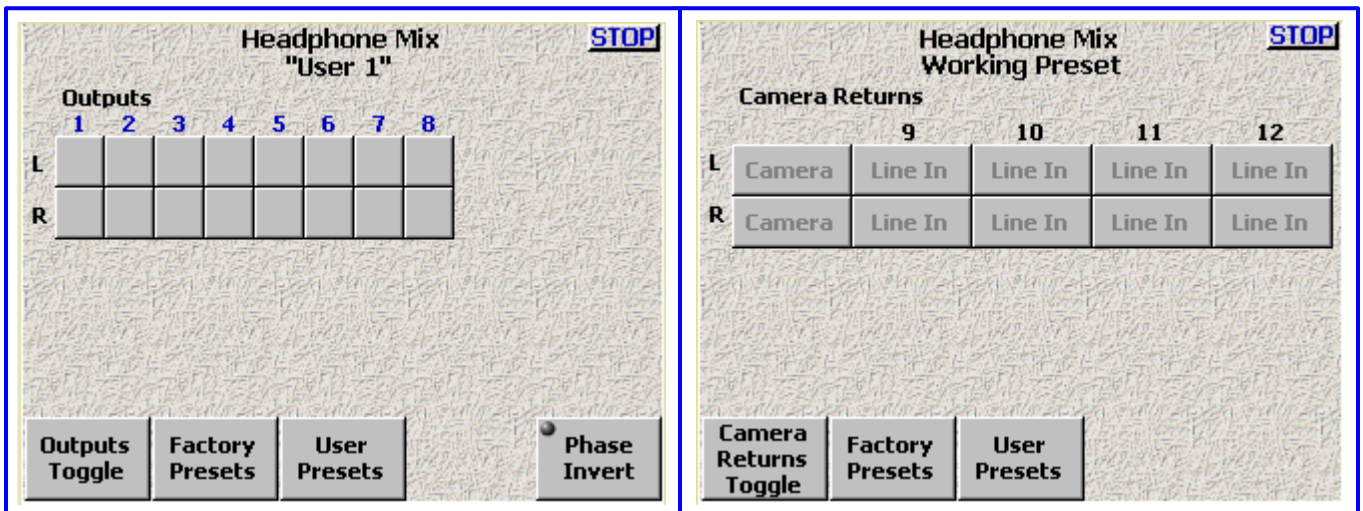 Headphone Mix STOP
"User 1"
Outputs
1 2 3 4 5 6 7 8
L
R
Outputs Toggle Factory Presets User Presets Phase Invert
Headphone Mix STOP
Working Preset
Camera Returns
9 10 11 12
L Camera Line In Line In Line In Line In
R Camera Line In Line In Line In Line In
Camera Returns Toggle Factory Presets User Presets